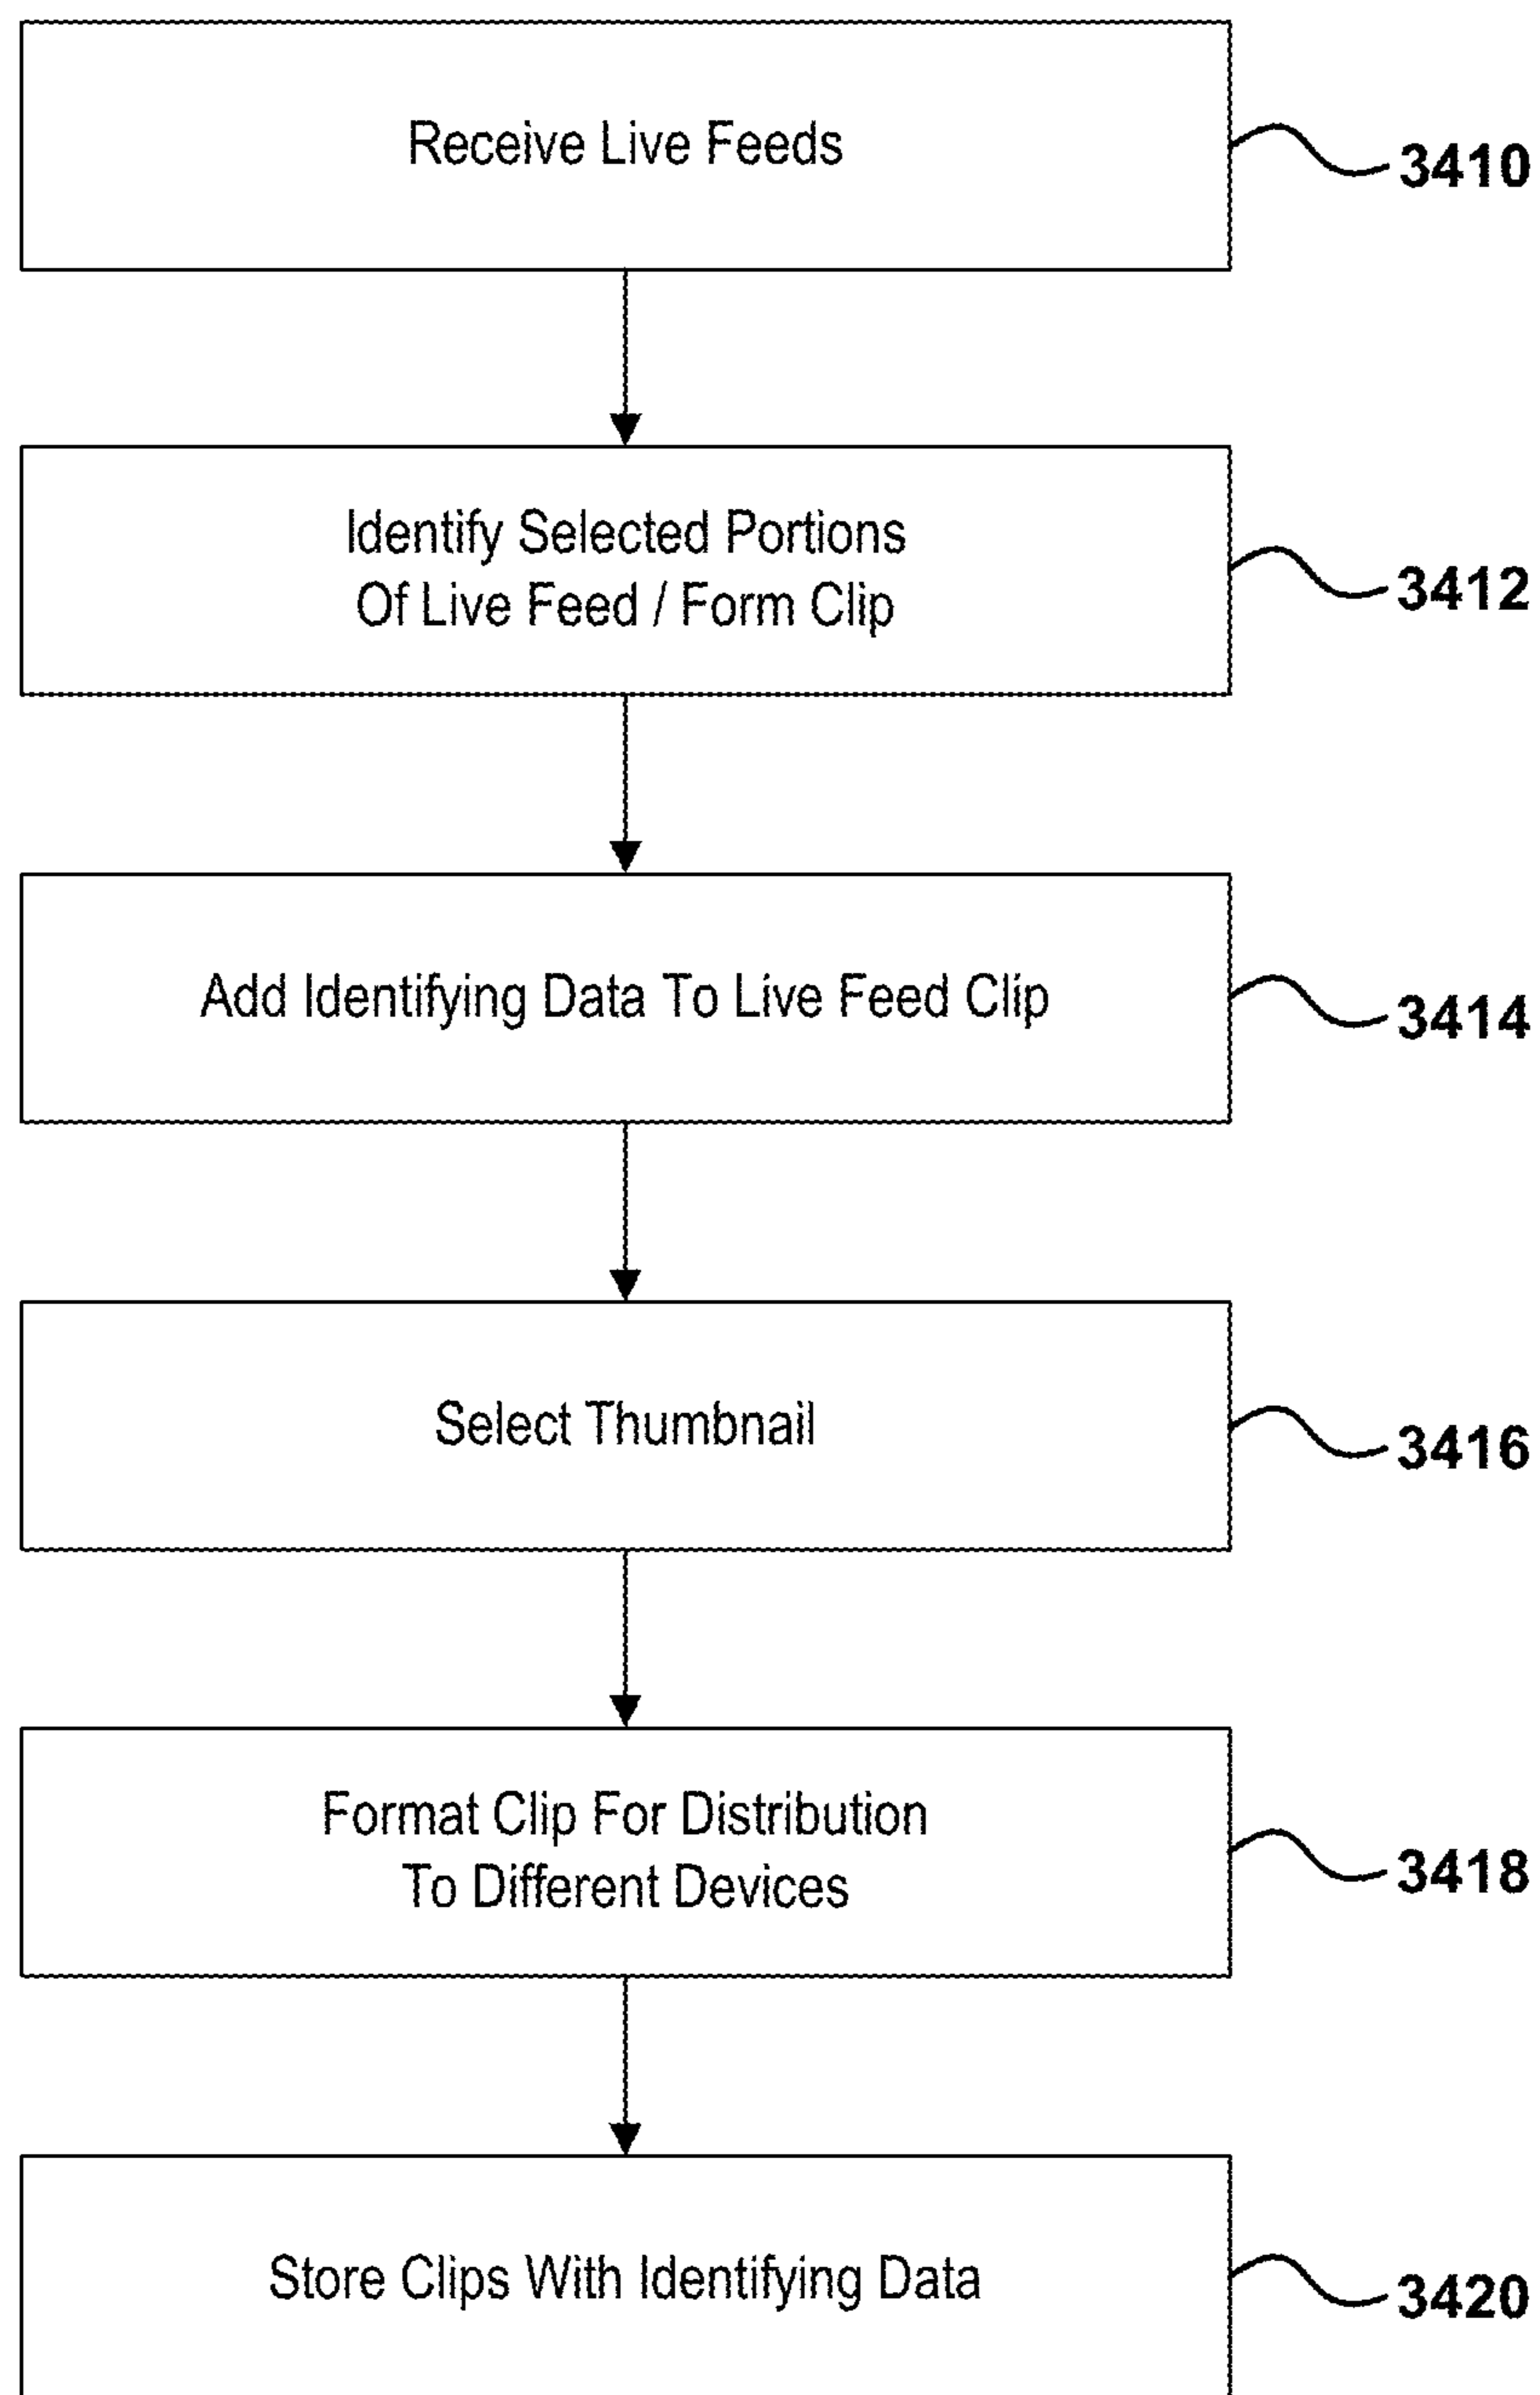 Receive Live Feeds
3410
Identify Selected Portions
Of Live Feed / Form Clip
3412
Add Identifying Data To Live Feed Clip
3414
Select Thumbnail
3416
Format Clip For Distribution
To Different Devices
3418
Store Clips With Identifying Data
3420